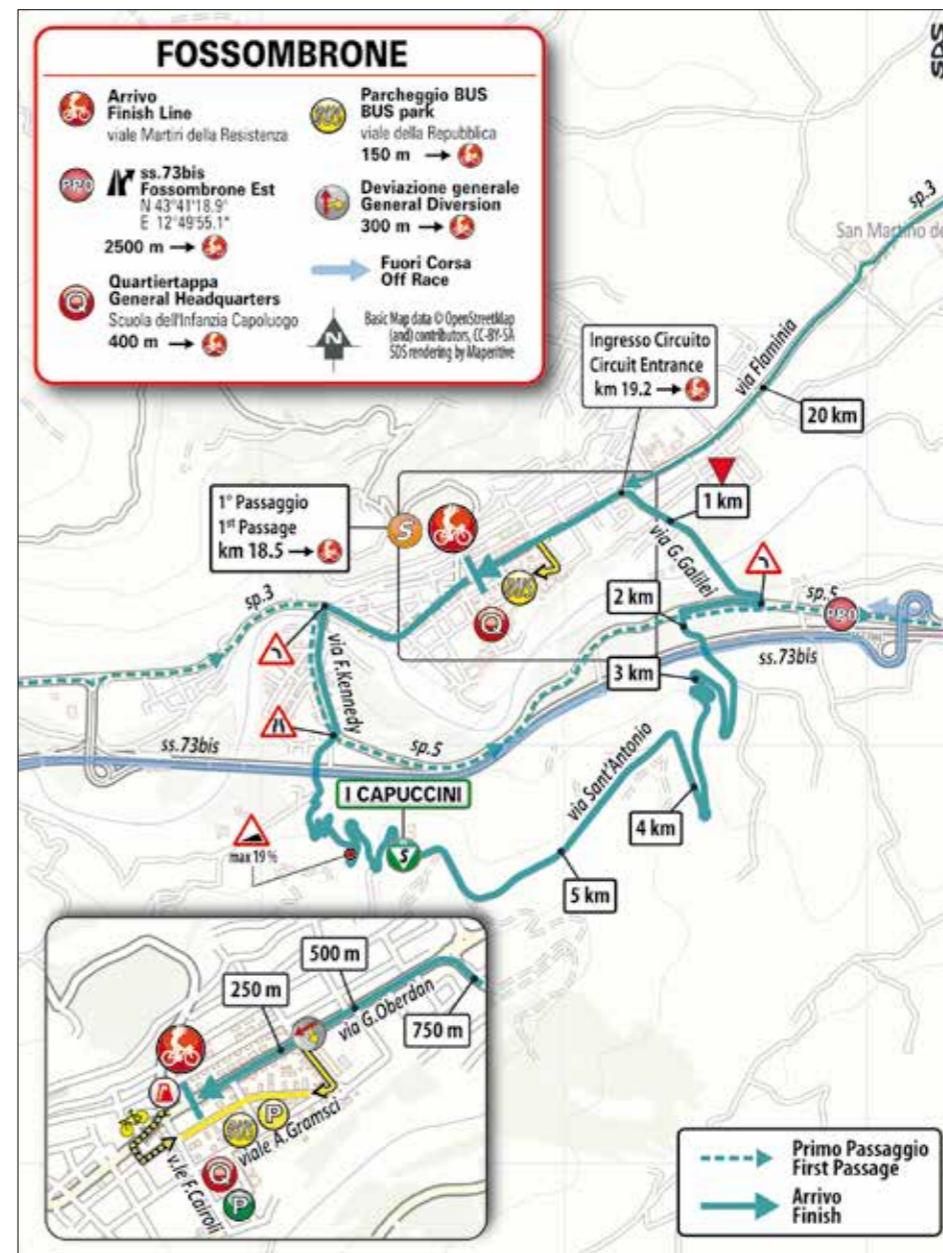 FOSSOMBRONE
Arrivo
Finish Line
viale Martiri della Resistenza
PPO
ss.73bis
Fossombrone Est
N 43°41'18.9"
E 12°49'55.1"
2500 m
Q
Quartiertappa
General Headquarters
Scuola dell'Infanzia Capoluogo
400 m
BUS
Parcheggio BUS
BUS park
viale della Repubblica
150 m
Deviazione generale
General Diversion
300 m
Fuori Corsa
Off Race
N
Basic Map data © OpenStreetMap
(and) contributors, CC-BY-SA
SDS rendering by Maperitive
SDS
sp.3
San Martino de
via Flaminia
Ingresso Circuito
Circuit Entrance
km 19.2
20 km
1 km
1° Passaggio
1st Passage
km 18.5
S
via G.Galilei
BUS
Q
2 km
sp.5
PPO
sp.3
ss.73bis
3 km
via F.Kennedy
ss.73bis
sp.5
via Sant'Antonio
I CAPUCCINI
S
4 km
max 19%
5 km
500 m
250 m
via G.Oberdan
750 m
P
BUS
viale A.Gramsci
Q
P
v.le F.Cairoli
Primo Passaggio
First Passage
Arrivo
Finish